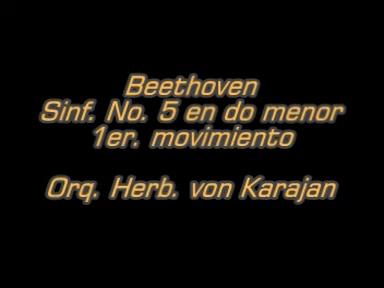 Beethoven
Sinf. No. 5 en do menor
1er. movimiento
Orq. Herb. von Karajan